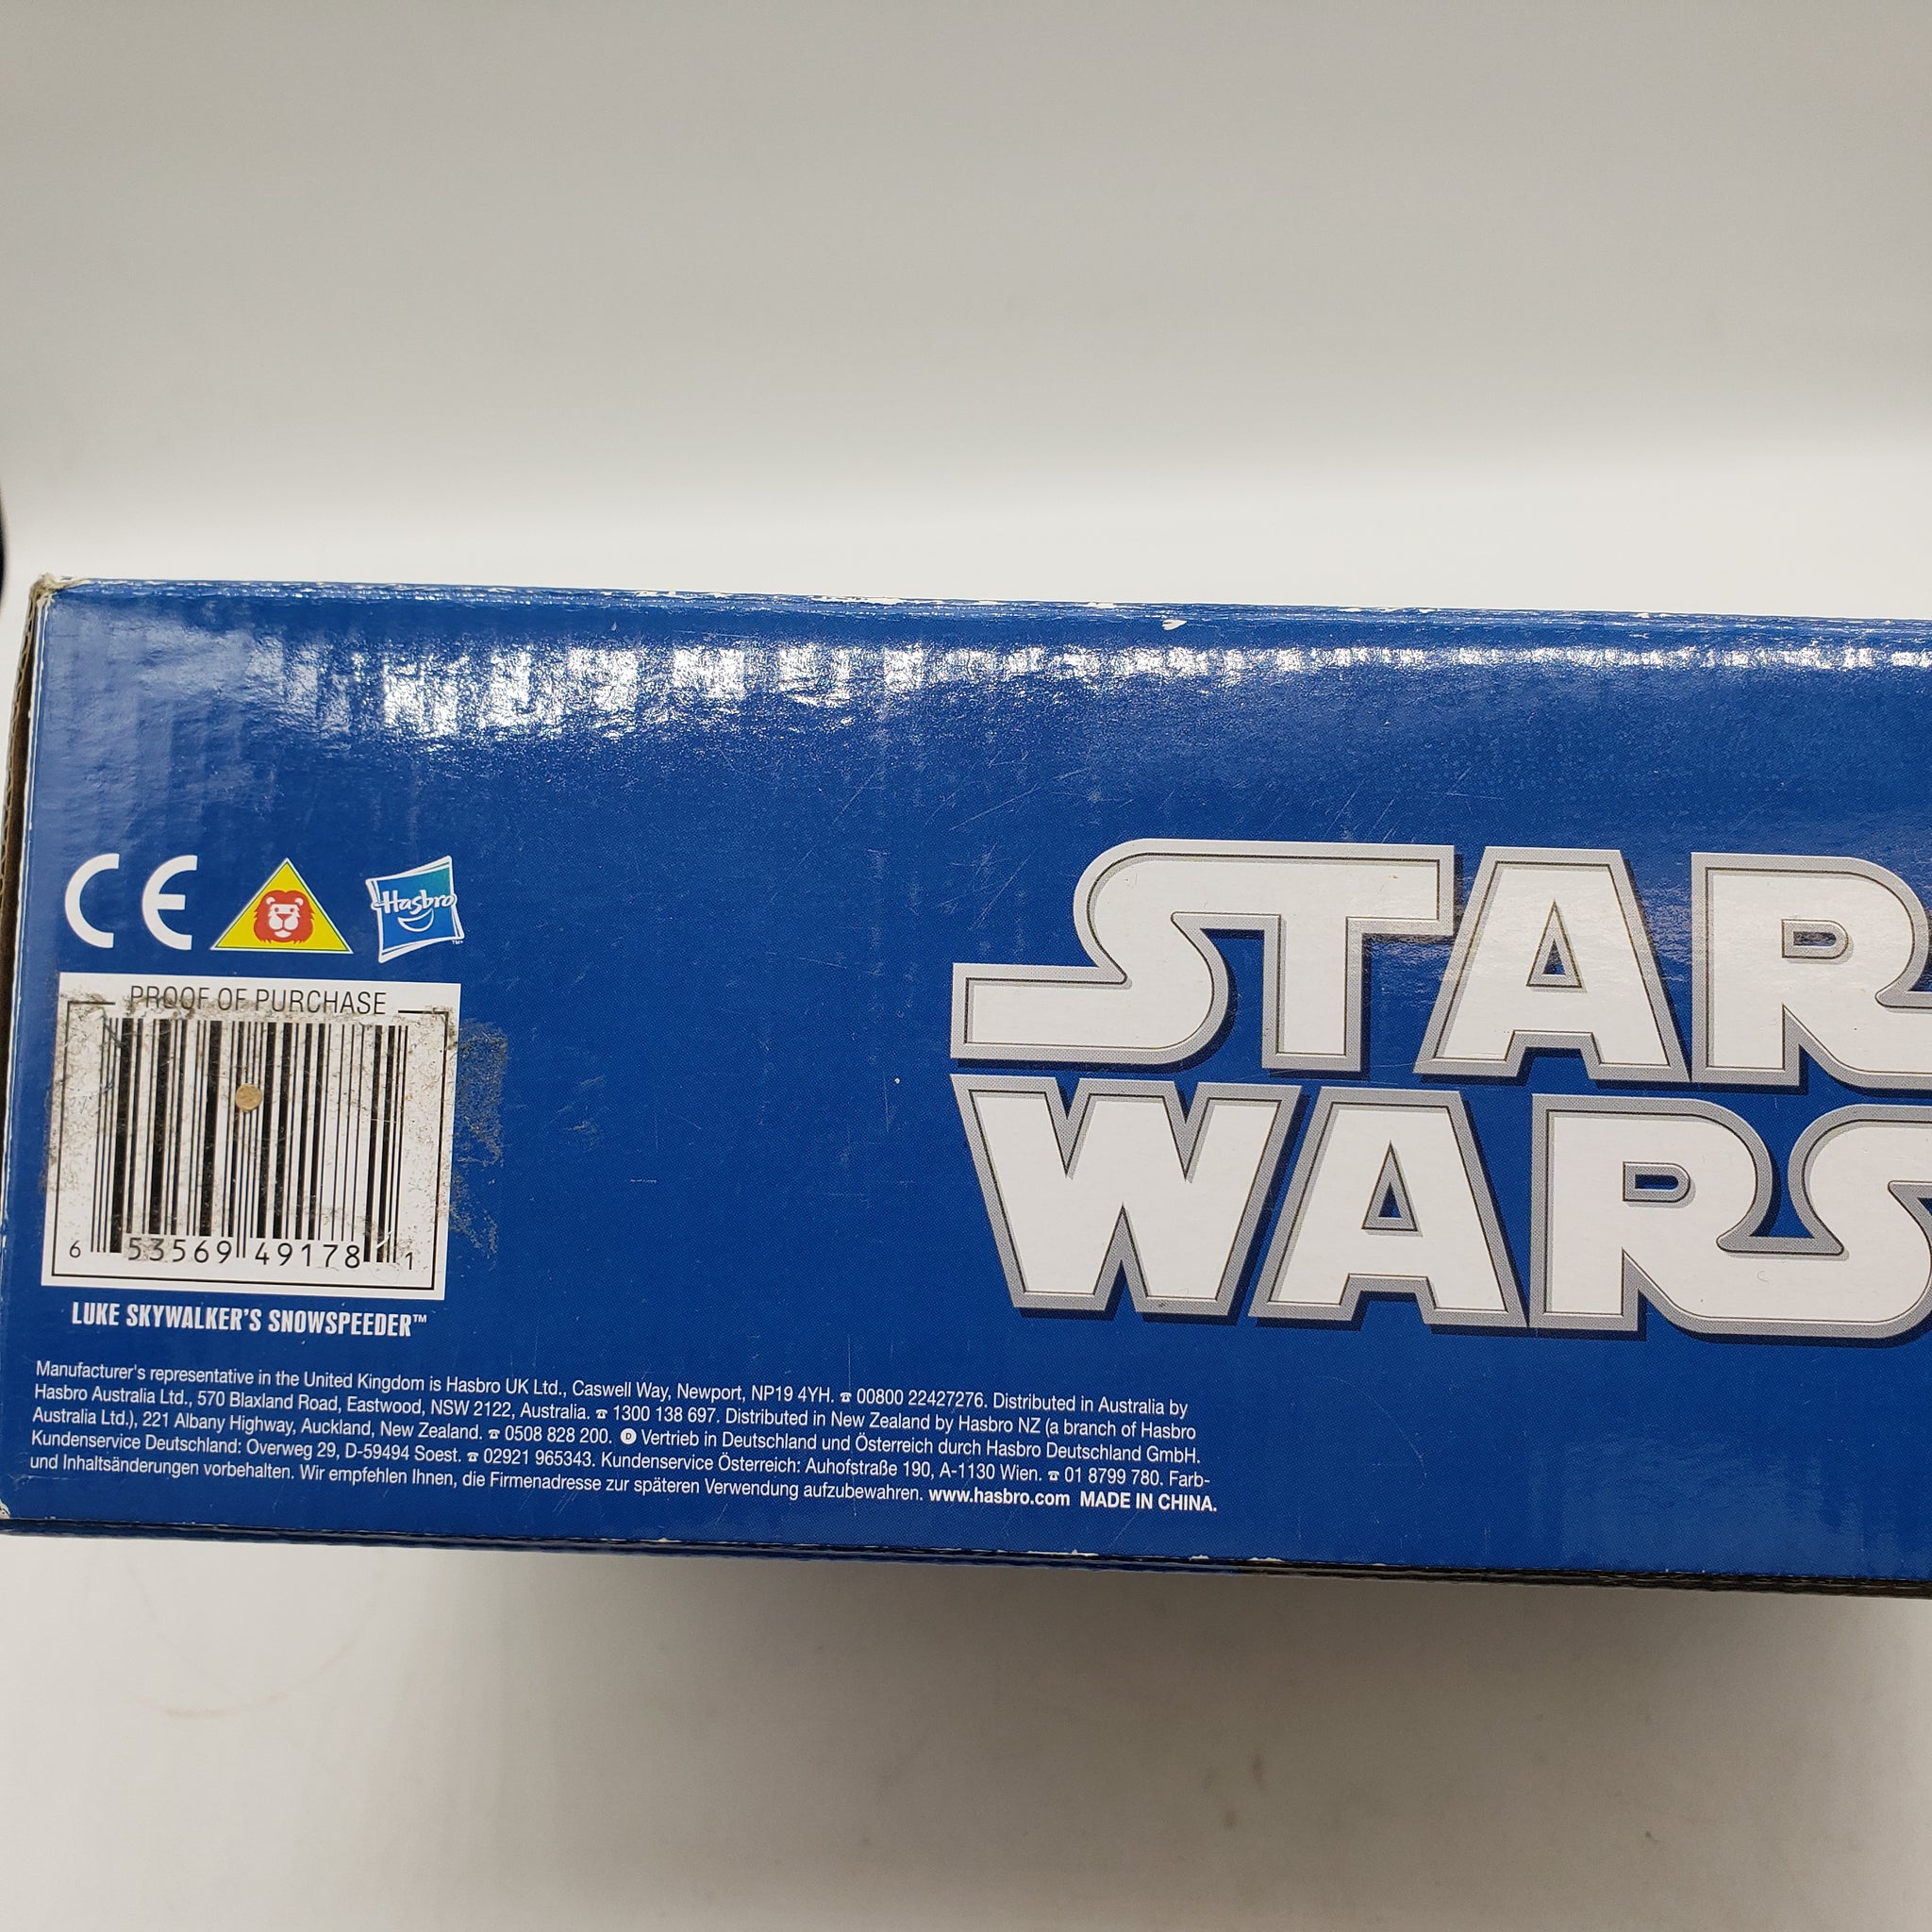 CE
Hasbro
™
STAR
WARS
PROOF OF PURCHASE
6 53569 49178 1
LUKE SKYWALKER'S SNOWSPEEDER™
Manufacturer's representative in the United Kingdom is Hasbro UK Ltd., Caswell Way, Newport, NP19 4YH. ☎ 00800 22427276. Distributed in Australia by
Hasbro Australia Ltd., 570 Blaxland Road, Eastwood, NSW 2122, Australia. ☎ 1300 138 697. Distributed in New Zealand by Hasbro NZ (a branch of Hasbro
Australia Ltd.), 221 Albany Highway, Auckland, New Zealand. ☎ 0508 828 200. Ⓓ Vertrieb in Deutschland und Österreich durch Hasbro Deutschland GmbH.
Kundenservice Deutschland: Overweg 29, D-59494 Soest. ☎ 02921 965343. Kundenservice Österreich: Auhofstraße 190, A-1130 Wien. ☎ 01 8799 780. Farb-
und Inhaltsänderungen vorbehalten. Wir empfehlen Ihnen, die Firmenadresse zur späteren Verwendung aufzubewahren. www.hasbro.com MADE IN CHINA.